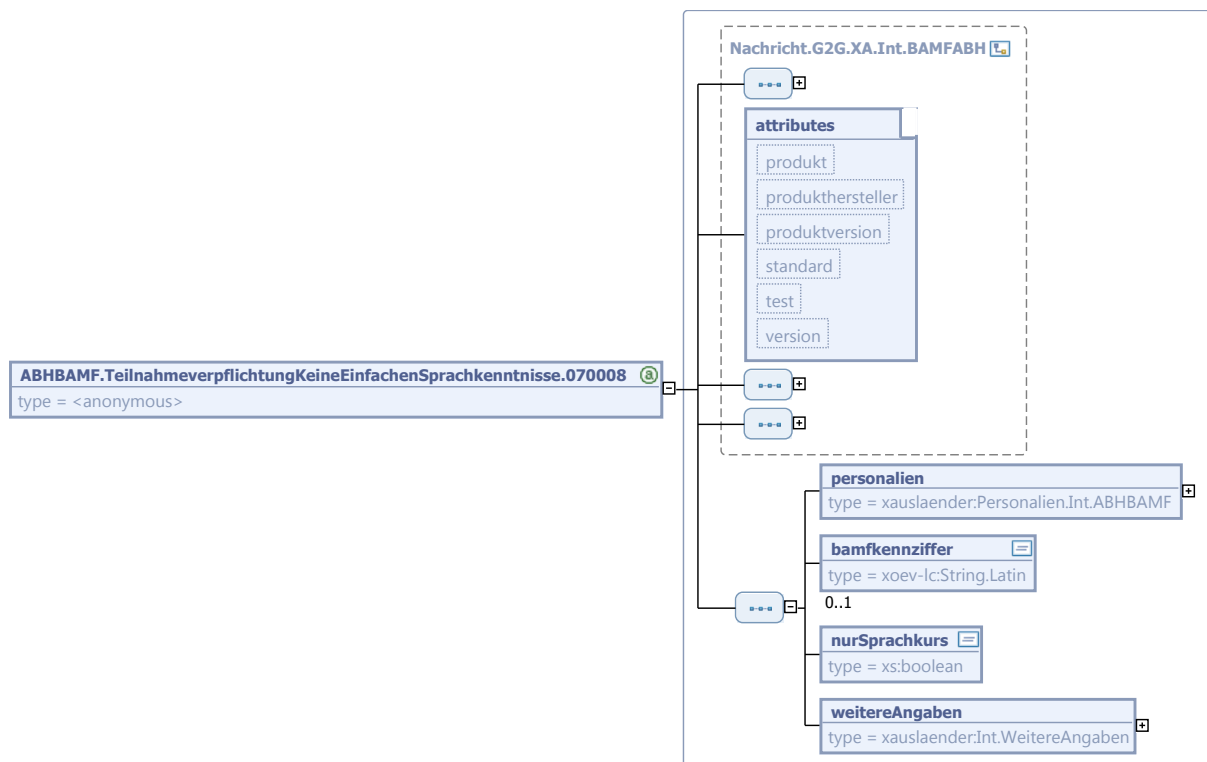 Nachricht.G2G.XA.Int.BAMFABH
attributes
produkt
produkthersteller
produktversion
standard
test
version
ABHBAMF.TeilnahmeverpflichtungKeineEinfachenSprachkenntnisse.070008
type = <anonymous>
personalien
type = xauslaender:Personalien.Int.ABHBAMF
bamfkennziffer
type = xoev-lc:String.Latin
0..1
nurSprachkurs
type = xs:boolean
weitereAngaben
type = xauslaender:Int.WeitereAngaben